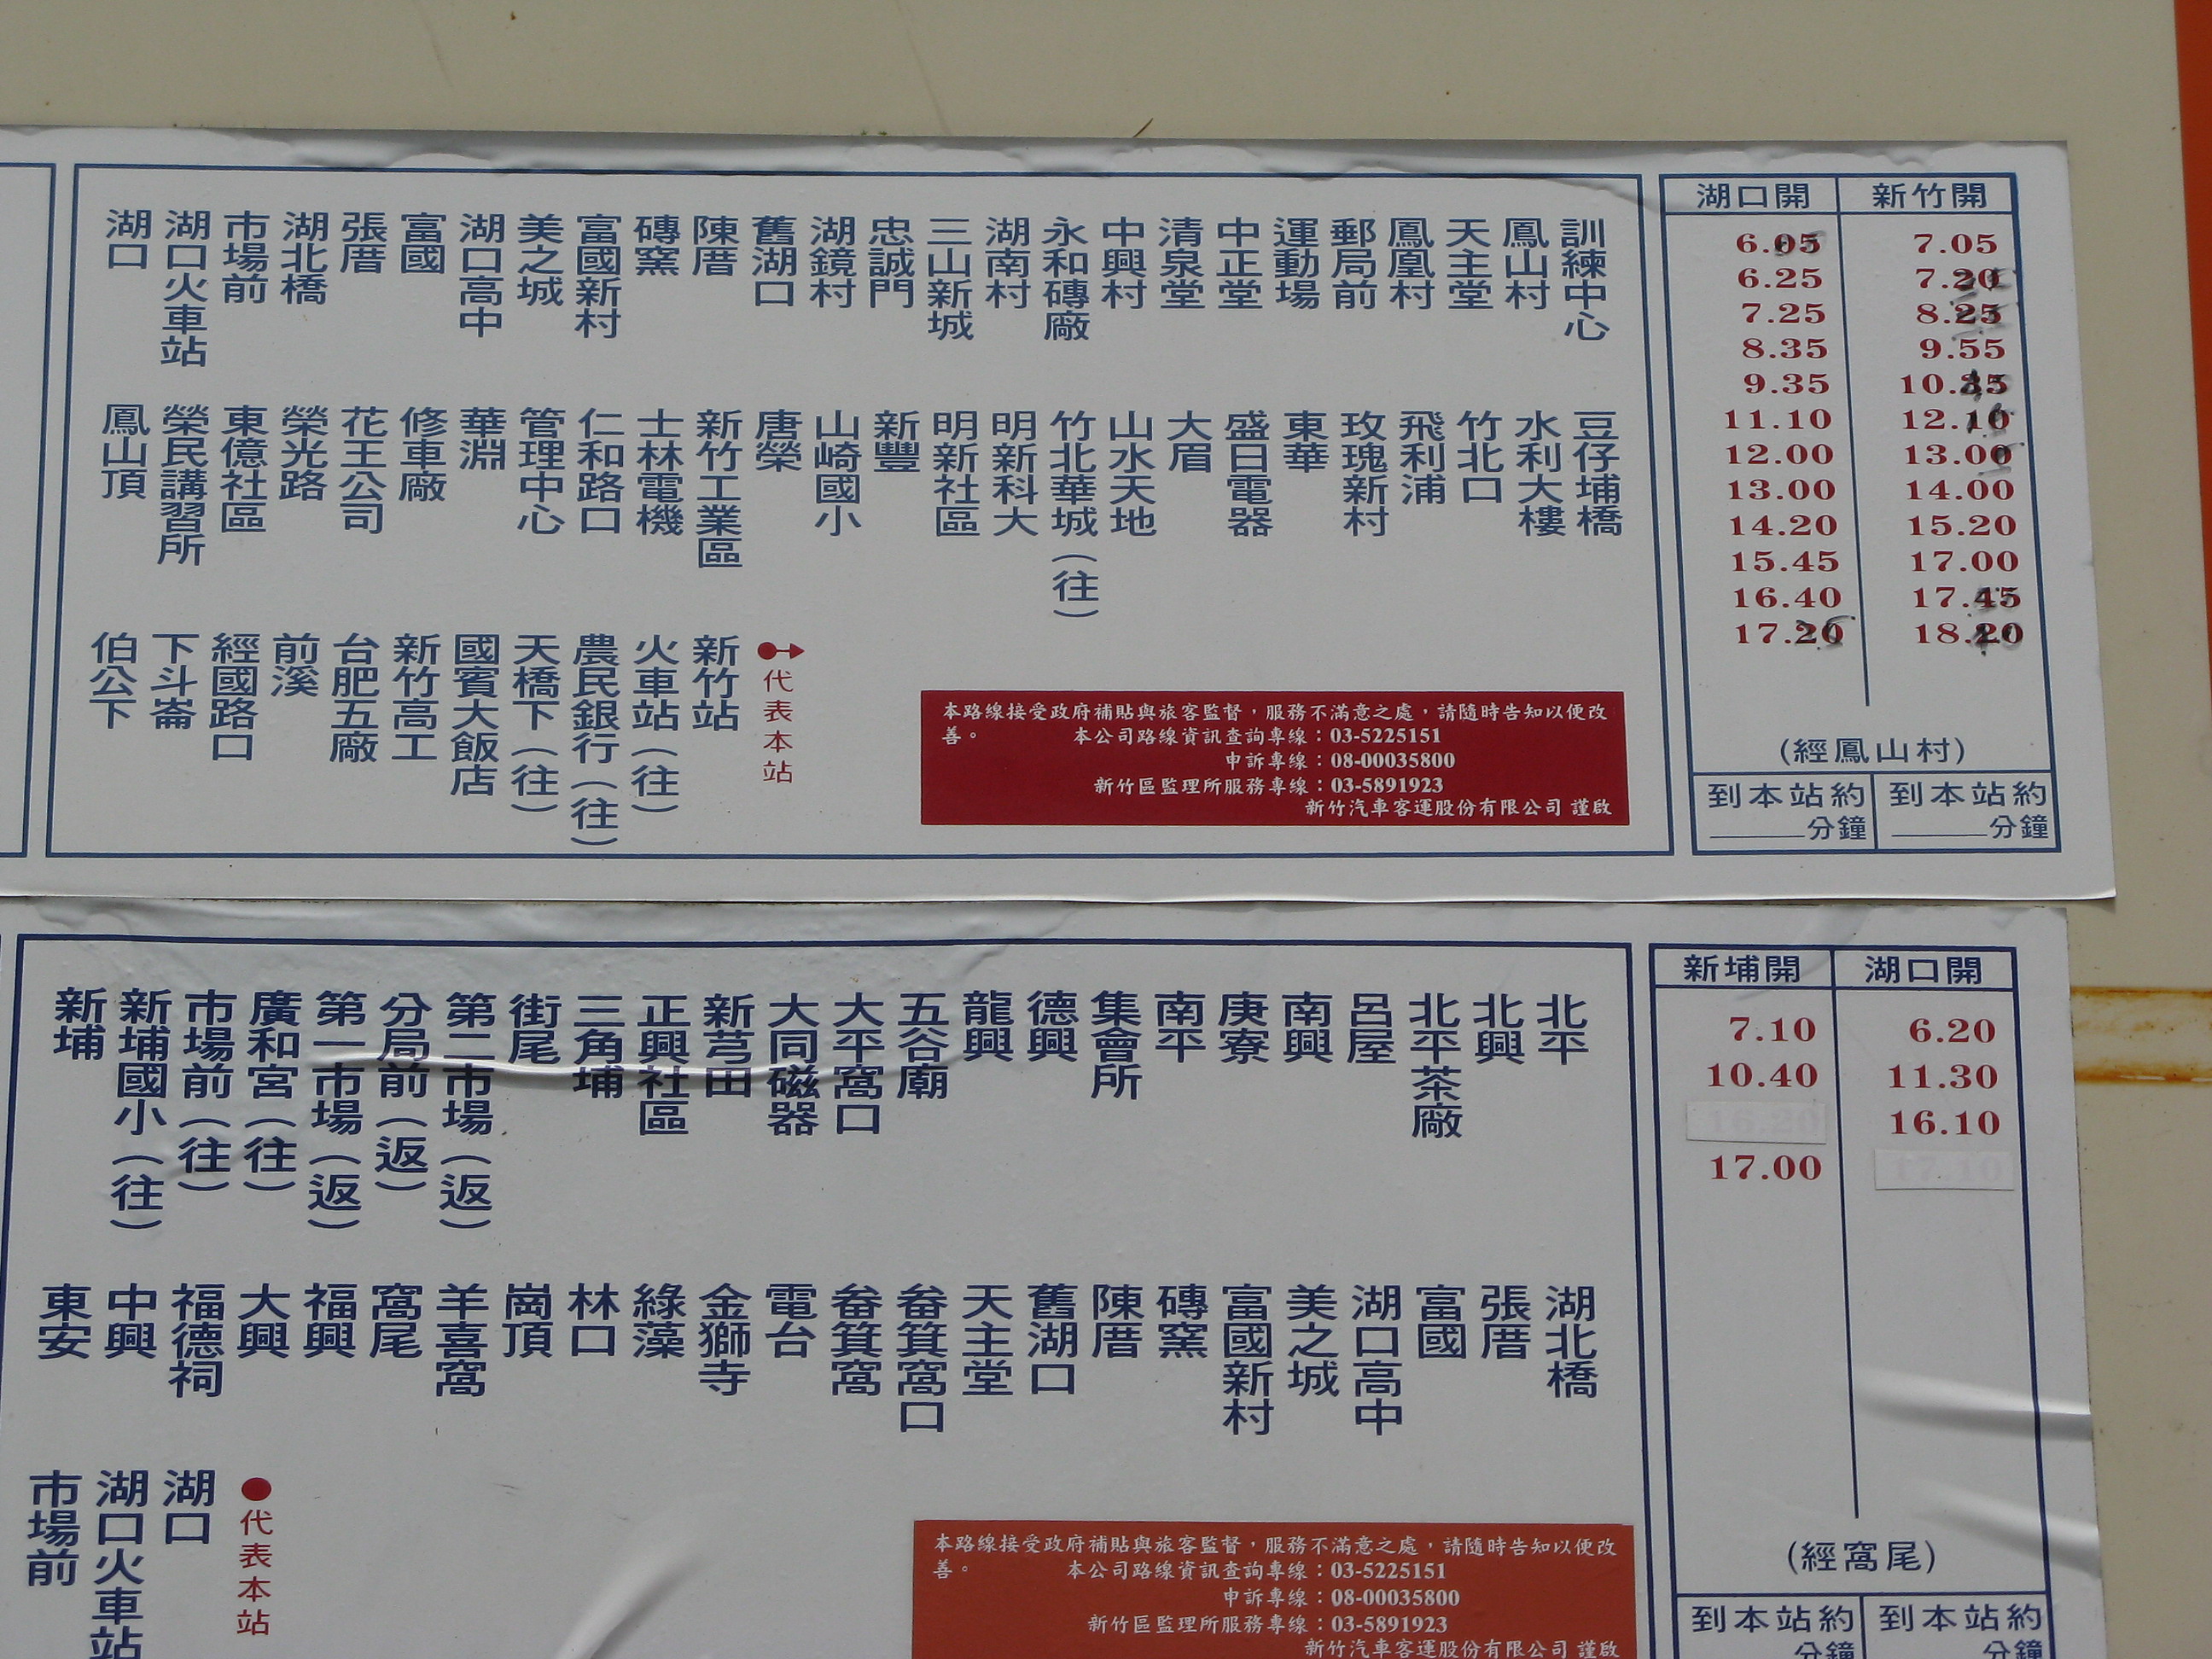 湖口
湖口火車站
市場前
湖北橋
張厝
富國
湖口高中
美之城
富國新村
磚窯
陳厝
舊湖口
湖鏡村
忠誠門
三山新城
湖南村
永和磚廠
中興村
清泉堂
中正堂
運動場
郵局前
鳳凰村
天主堂
鳳山村
訓練中心
鳳山頂
榮民講習所
東億社區
榮光路
花王公司
修車廠
華淵
管理中心
仁和路口
士林電機
新竹工業區
唐榮
山崎國小
新豐
明新社區
明新科大
竹北華城(往)
山水天地
大眉
盛日電器
東華
玫瑰新村
飛利浦
竹北口
水利大樓
豆仔埔橋
伯公下
下斗崙
經國路口
前溪
台肥五廠
新竹高工
國賓大飯店
天橋下(往)
農民銀行(往)
火車站(往)
新竹站
代表本站
本路線接受政府補貼與旅客監督，服務不滿意之處，請隨時告知以便改
善。 本公司路線資訊查詢專線：03-5225151
申訴專線：08-00035800
新竹區監理所服務專線：03-5891923
新竹汽車客運股份有限公司 謹啟
湖口開 新竹開
6.05 7.05
6.25 7.20
7.25 8.25
8.35 9.55
9.35 10.35
11.10 12.10
12.00 13.00
13.00 14.00
14.20 15.20
15.45 17.00
16.40 17.45
17.20 18.20
(經鳳山村)
到本站約 到本站約
分鐘 分鐘
新埔
新埔國小(往)
市場前(往)
廣和宮(往)
第一市場(返)
分局前(返)
第二市場(返)
街尾
三角埔
正興社區
新芎田
大同磁器
大平窩口
五谷廟
龍興
德興
集會所
南平
庚寮
南興
呂屋
北平茶廠
北興
北平
東安
中興
福德祠
大興
福興
窩尾
羊喜窩
崗頂
林口
綠藻
金獅寺
電台
畚箕窩
畚箕窩口
天主堂
舊湖口
陳厝
磚窯
富國新村
美之城
湖口高中
富國
張厝
湖北橋
市場前
湖口火車站
湖口
代表本站
本路線接受政府補貼與旅客監督，服務不滿意之處，請隨時告知以便改
善。 本公司路線資訊查詢專線：03-5225151
申訴專線：08-00035800
新竹區監理所服務專線：03-5891923
新竹汽車客運股份有限公司 謹啟
新埔開 湖口開
7.10 6.20
10.40 11.30
16.20 16.10
17.00 17.10
(經窩尾)
到本站約 到本站約
分鐘 分鐘